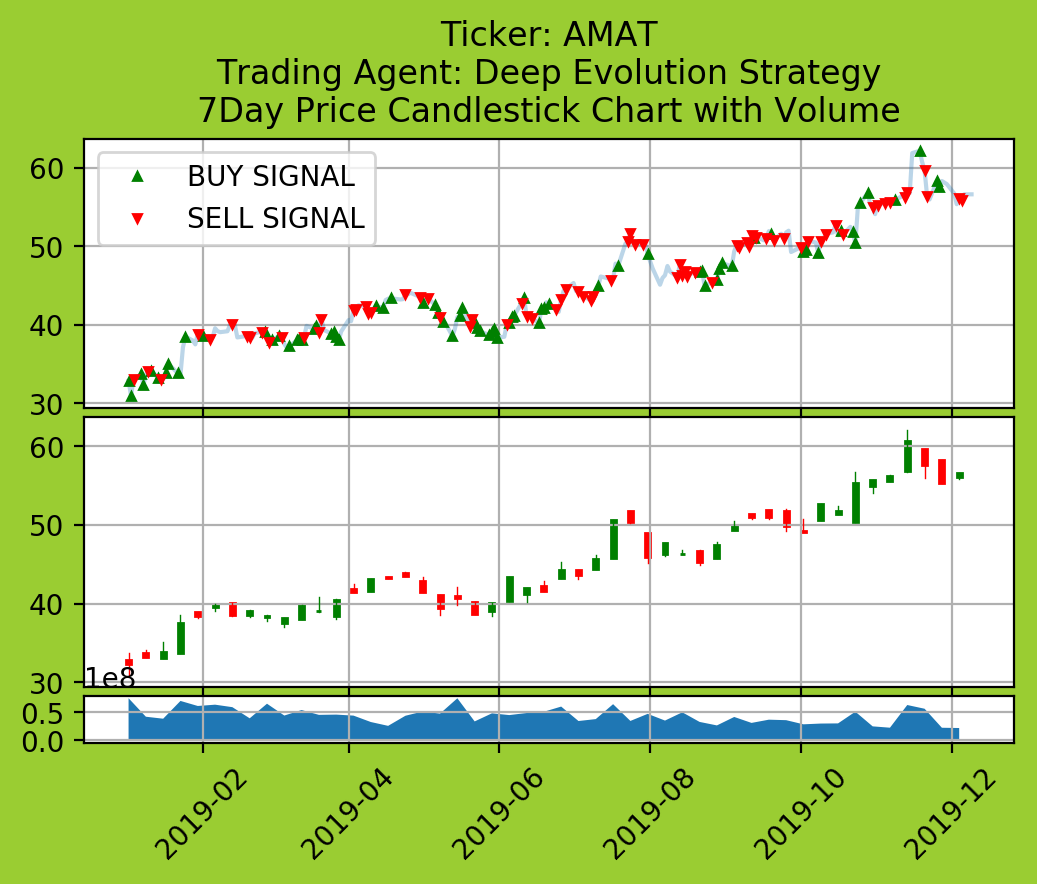 Ticker: AMAT
Trading Agent: Deep Evolution Strategy
7Day Price Candlestick Chart with Volume
60
50
40
30
BUY SIGNAL
SELL SIGNAL
60
50
40
30
1e8
0.5
0.0
2019-02
2019-04
2019-06
2019-08
2019-10
2019-12